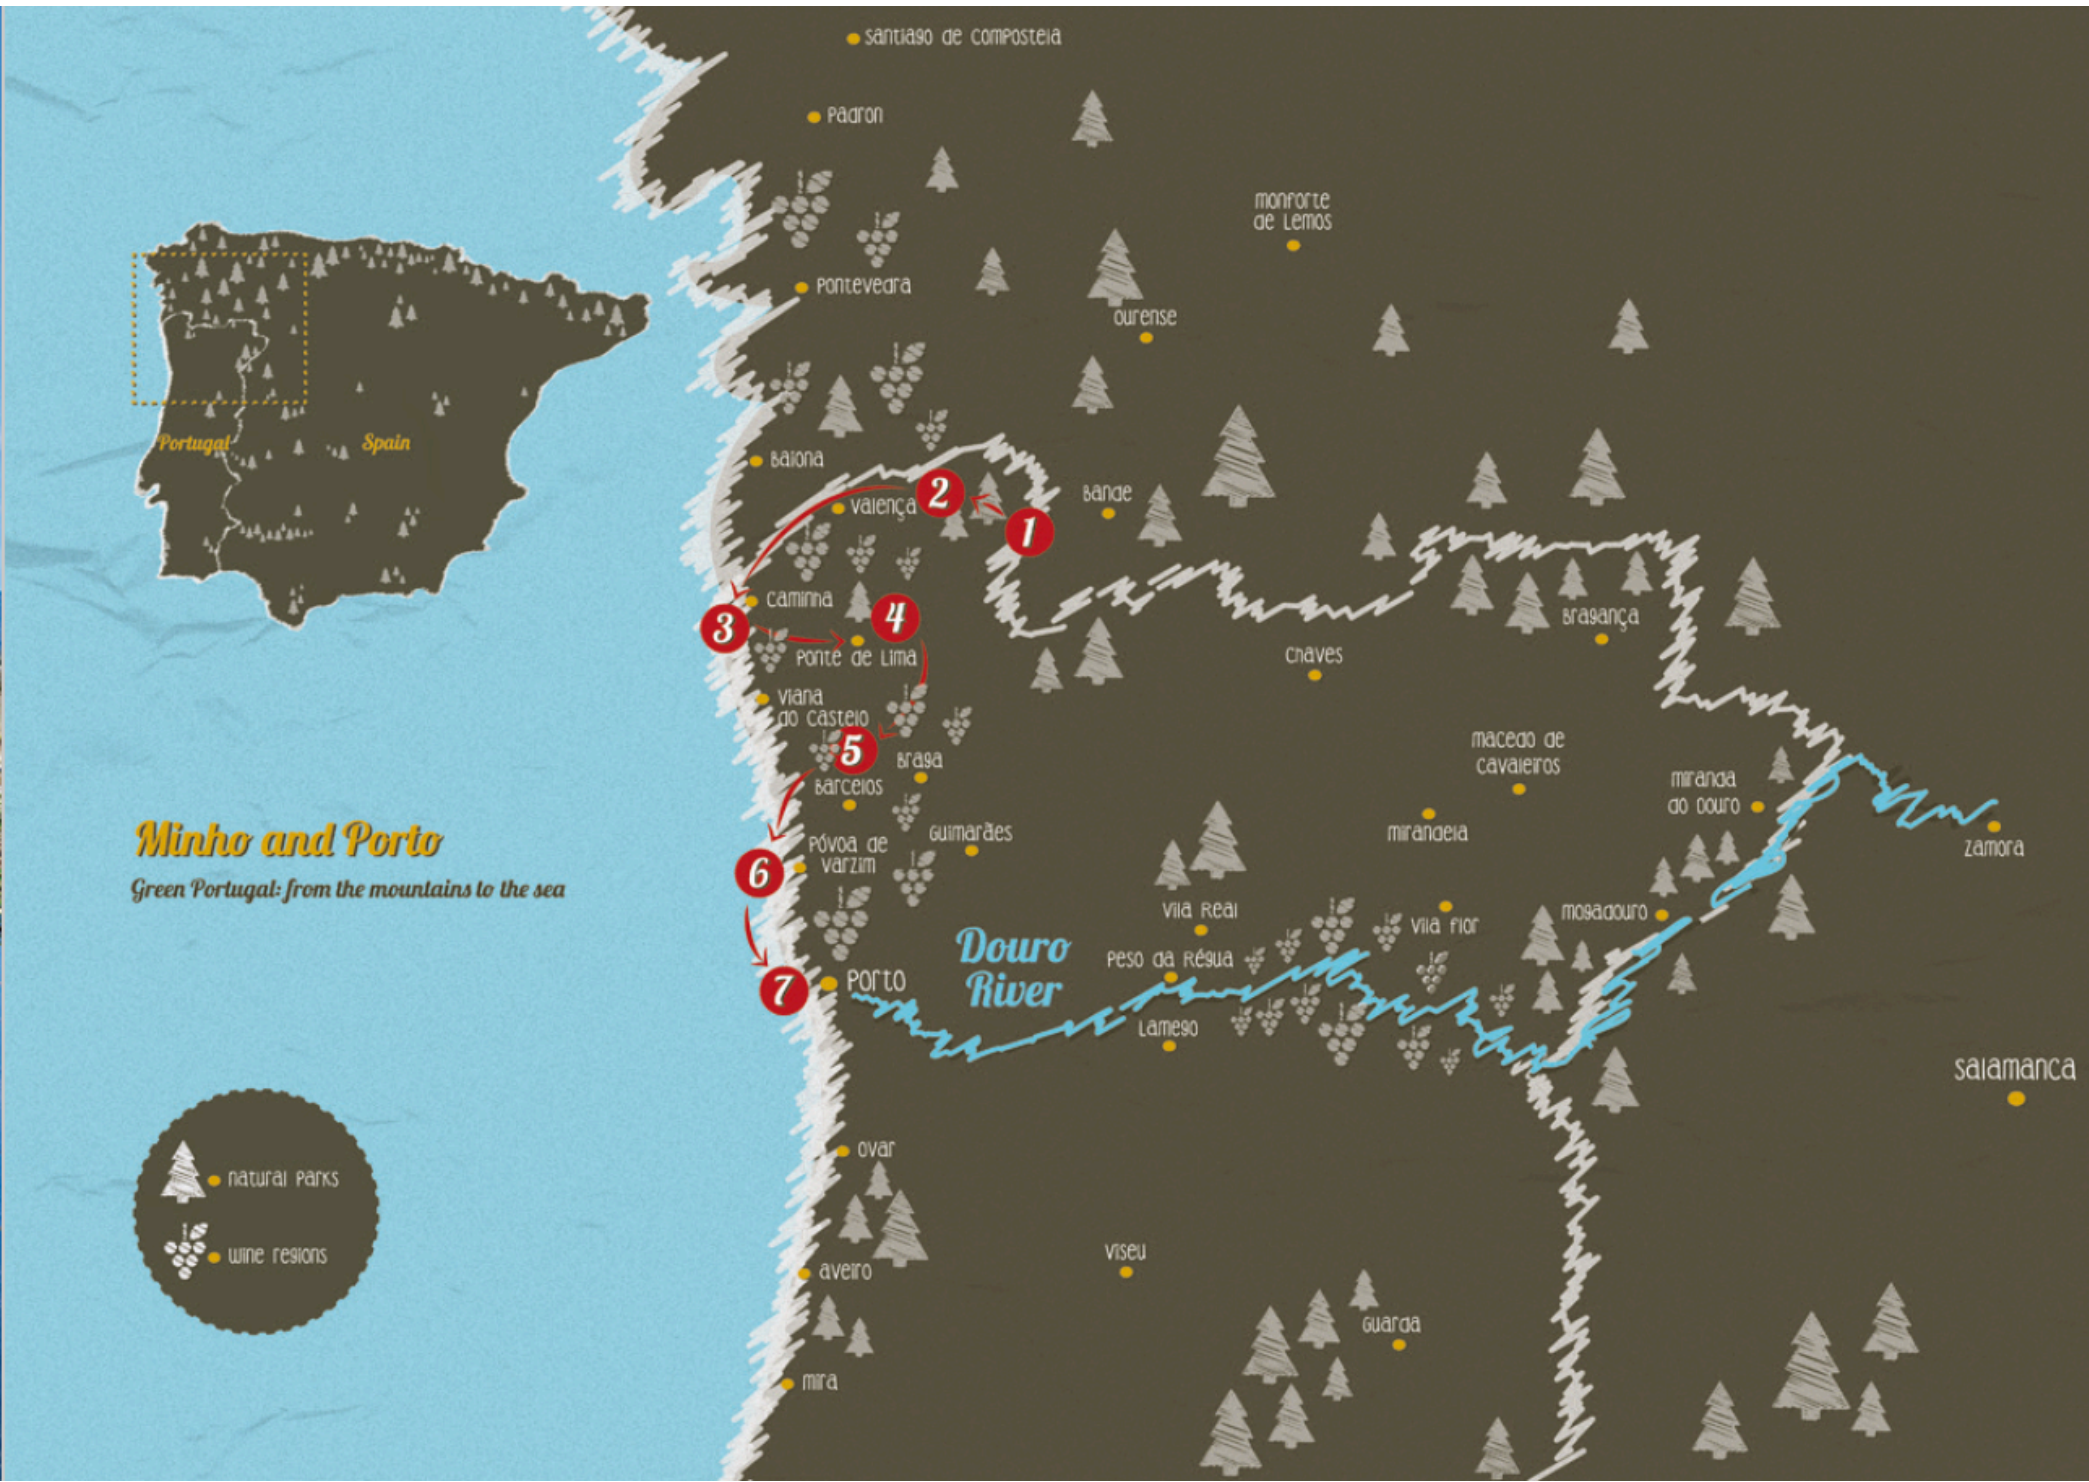 Santiago de Compostela
Padron
Monforte
de Lemos
Pontevedra
Ourense
Portugal
Spain
Baiona
Bande
Valença
2
1
Caminha
3
4
Ponte de Lima
Bragança
Chaves
Viana
do Castelo
5
Braga
Barcelos
Macedo de
Cavaleiros
Miranda
do Douro
Minho and Porto
Green Portugal: from the mountains to the sea
6
Póvoa de
Varzim
Guimarães
Mirandela
Zamora
Vila Real
Vila Flor
Mogadouro
Peso da Régua
Douro
River
7
Porto
Lamego
Salamanca
Ovar
natural parks
wine regions
Viseu
Aveiro
Guarda
Mira